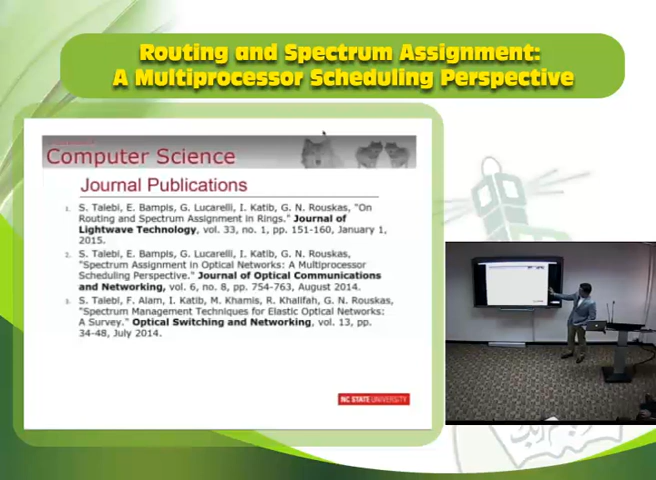 Routing and Spectrum Assignment:
A Multiprocessor Scheduling Perspective
Computer Science
Journal Publications
1. S. Talebi, E. Bampis, G. Lucarelli, I. Katib, G. N. Rouskas, "On
Routing and Spectrum Assignment in Rings." Journal of
Lightwave Technology, vol. 33, no. 1, pp. 151-160, January 1,
2015.
2. S. Talebi, E. Bampis, G. Lucarelli, I. Katib, G. N. Rouskas,
"Spectrum Assignment in Optical Networks: A Multiprocessor
Scheduling Perspective." Journal of Optical Communications
and Networking, vol. 6, no. 8, pp. 754-763, August 2014.
3. S. Talebi, F. Alam, I. Katib, M. Khamis, R. Khalifah, G. N. Rouskas,
"Spectrum Management Techniques for Elastic Optical Networks:
A Survey." Optical Switching and Networking, vol. 13, pp.
34-48, July 2014.
NC STATE UNIVERSITY